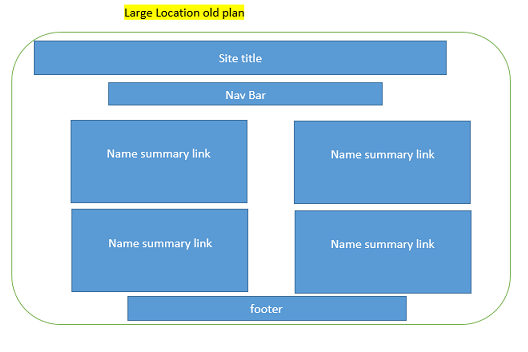 Large Location old plan
Site title
Nav Bar
Name summary link
Name summary link
Name summary link
Name summary link
footer